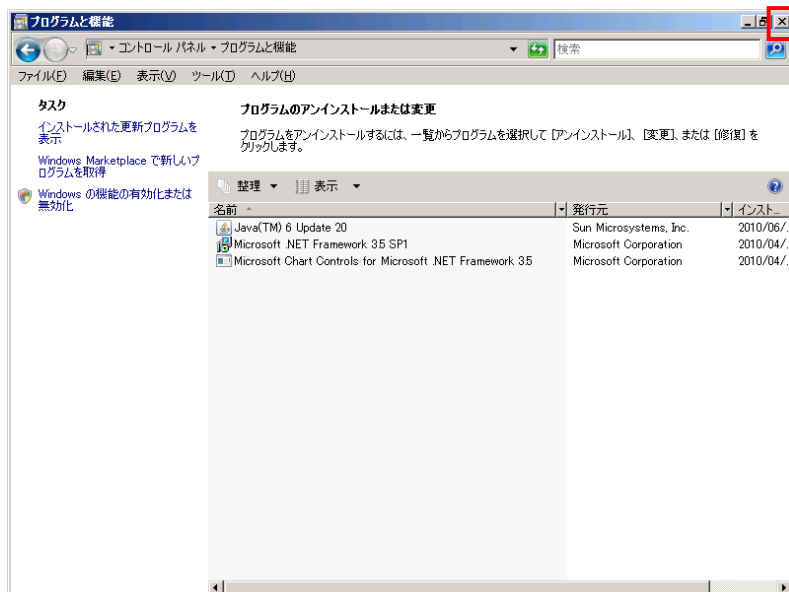 プログラムと機能
コントロール パネル ▾ プログラムと機能
検索
ファイル(F) 編集(E) 表示(V) ツール(T) ヘルプ(H)
タスク
インストールされた更新プログラムを
表示
Windows Marketplace で新しいプ
ログラムを取得
Windows の機能の有効化または
無効化
プログラムのアンインストールまたは変更
プログラムをアンインストールするには、一覧からプログラムを選択して [アンインストール]、[変更]、または [修復] を
クリックします。
整理 表示
名前 発行元 インスト...
Java(TM) 6 Update 20 Sun Microsystems, Inc. 2010/06/.
Microsoft .NET Framework 3.5 SP1 Microsoft Corporation 2010/04/.
Microsoft Chart Controls for Microsoft .NET Framework 3.5 Microsoft Corporation 2010/04/.